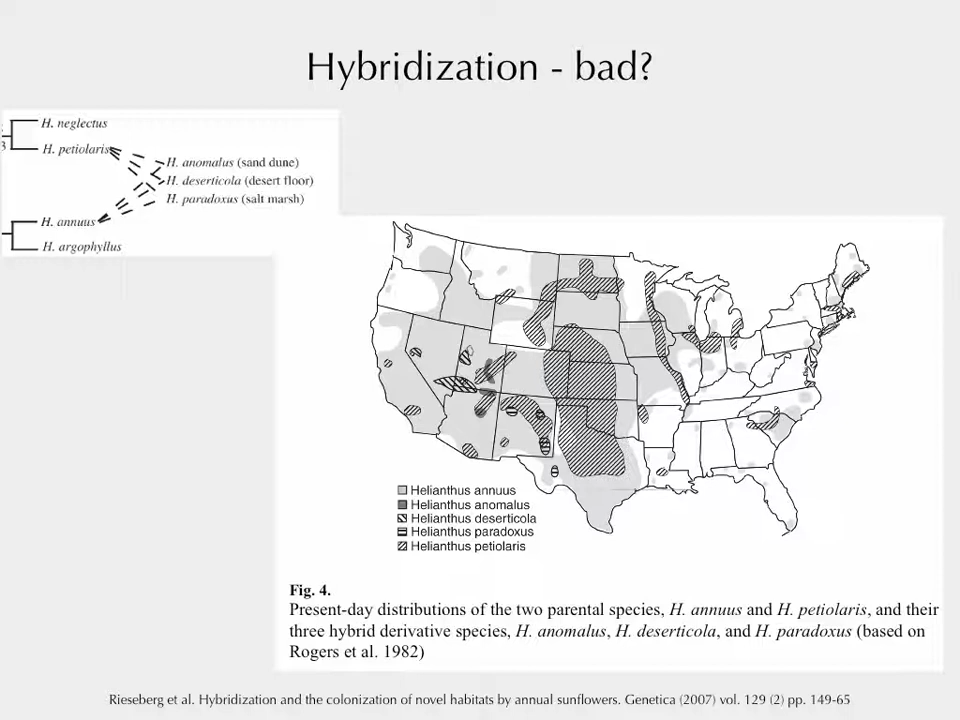 Hybridization - bad?
H. neglectus
3
H. petiolaris
H. anomalus (sand dune)
H. deserticola (desert floor)
H. paradoxus (salt marsh)
H. annuus
H. argophyllus
Helianthus annuus
Helianthus anomalus
Helianthus deserticola
Helianthus paradoxus
Helianthus petiolaris
Fig. 4.
Present-day distributions of the two parental species, H. annuus and H. petiolaris, and their
three hybrid derivative species, H. anomalus, H. deserticola, and H. paradoxus (based on
Rogers et al. 1982)
Rieseberg et al. Hybridization and the colonization of novel habitats by annual sunflowers. Genetica (2007) vol. 129 (2) pp. 149-65